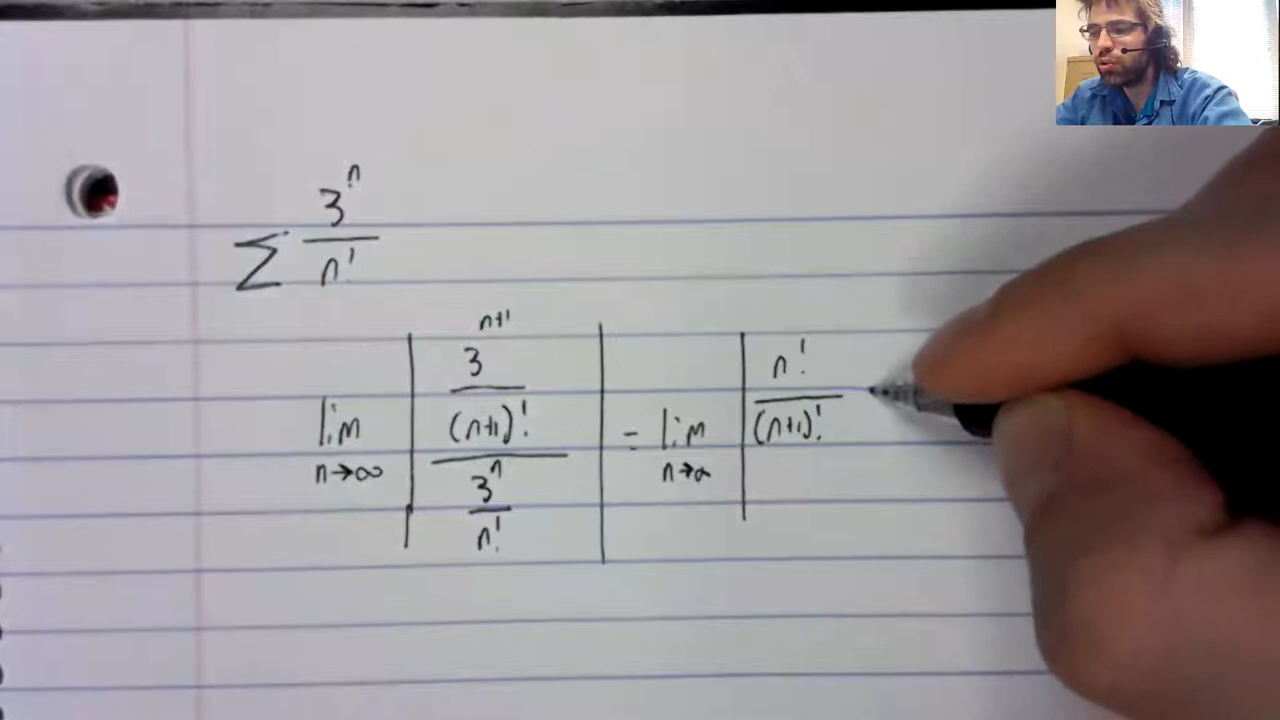 ∑ 3^n / n!
lim n→∞ | (3^(n+1) / (n+1)!) / (3^n / n!) | = lim n→∞ | n! / (n+1)!